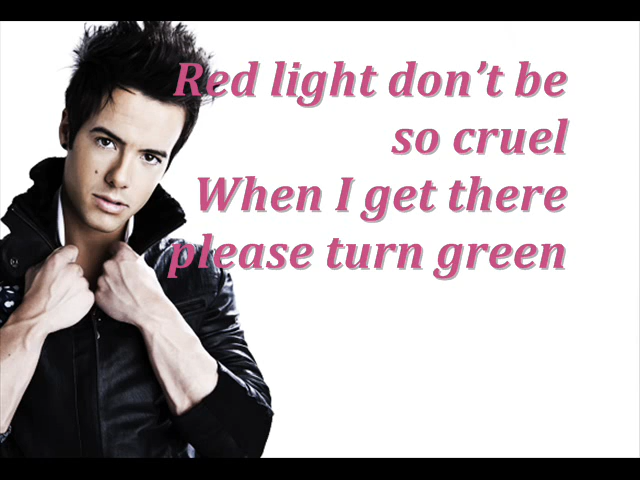 Red light don't be
so cruel
When I get there
please turn green